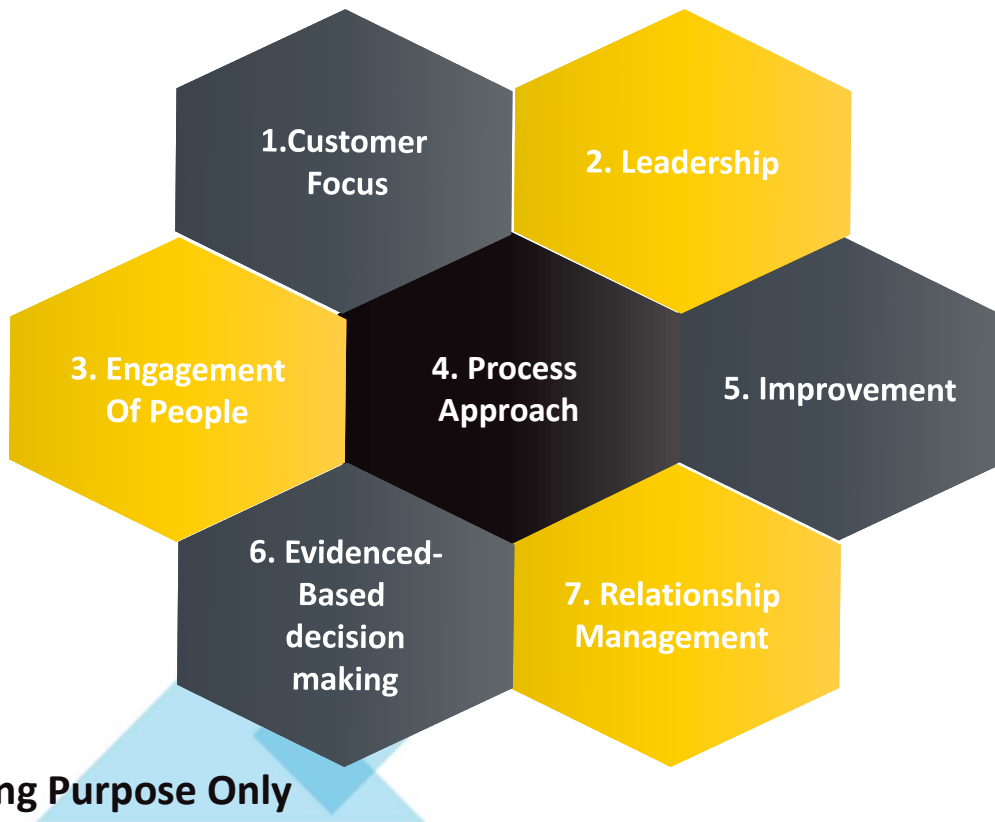 1.Customer
Focus
2. Leadership
3. Engagement
Of People
4. Process
Approach
5. Improvement
6. Evidenced-
Based
decision
making
7. Relationship
Management
ng Purpose Only